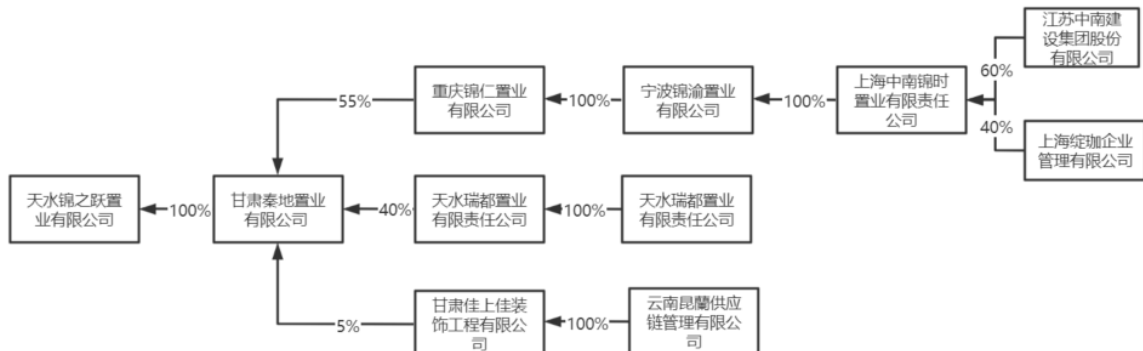 江苏中南建
设集团股份
有限公司
60%
重庆锦仁置业
有限公司
宁波锦渝置业
有限公司
上海中南锦时
置业有限责任
公司
55%
100%
100%
40%
上海绽珈企业
管理有限公司
天水锦之跃置
业有限公司
100%
甘肃秦地置业
有限公司
40%
天水瑞都置业
有限责任公司
100%
天水瑞都置业
有限责任公司
5%
甘肃佳上佳装
饰工程有限公
司
100%
云南昆蘭供应
链管理有限公
司